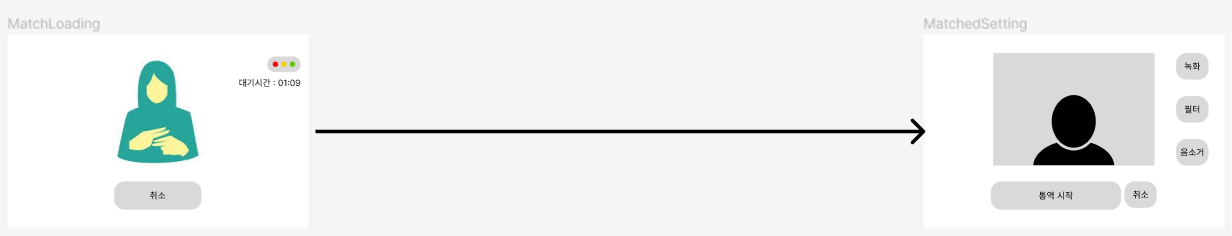 MatchLoading
대기시간 : 01:09
취소
MatchedSetting
녹화
필터
음소거
통역 시작
취소